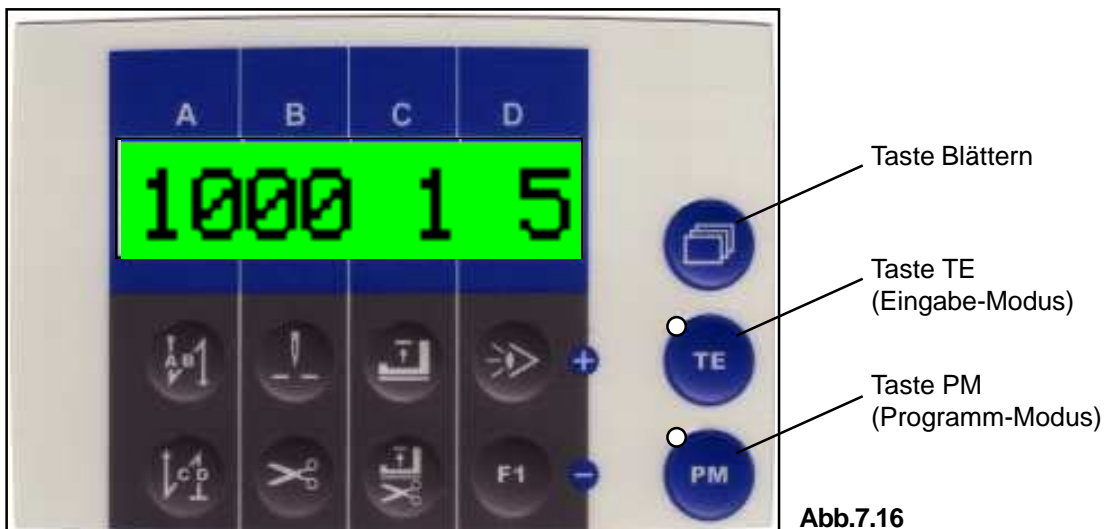 A B C D
1000 1 5
Taste Blättern
Taste TE
(Eingabe-Modus)
A B
TE
Taste PM
(Programm-Modus)
C D
F1
PM
Abb.7.16